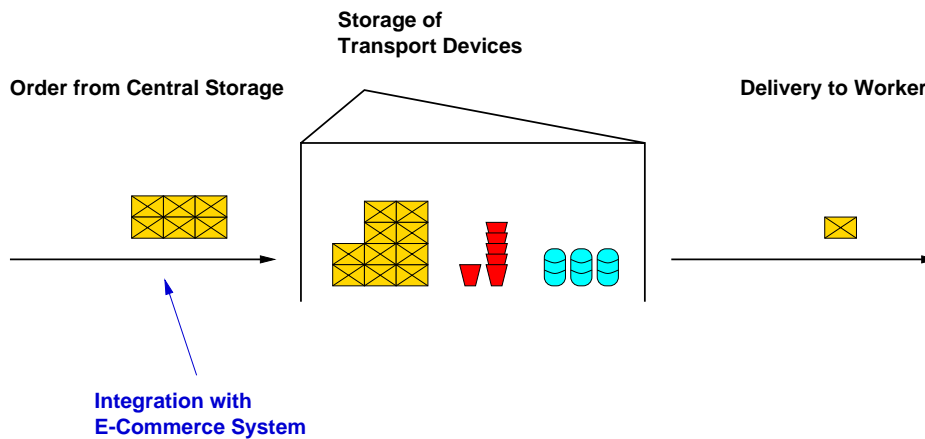 Storage of
Transport Devices
Order from Central Storage
Delivery to Worker
Integration with
E-Commerce System